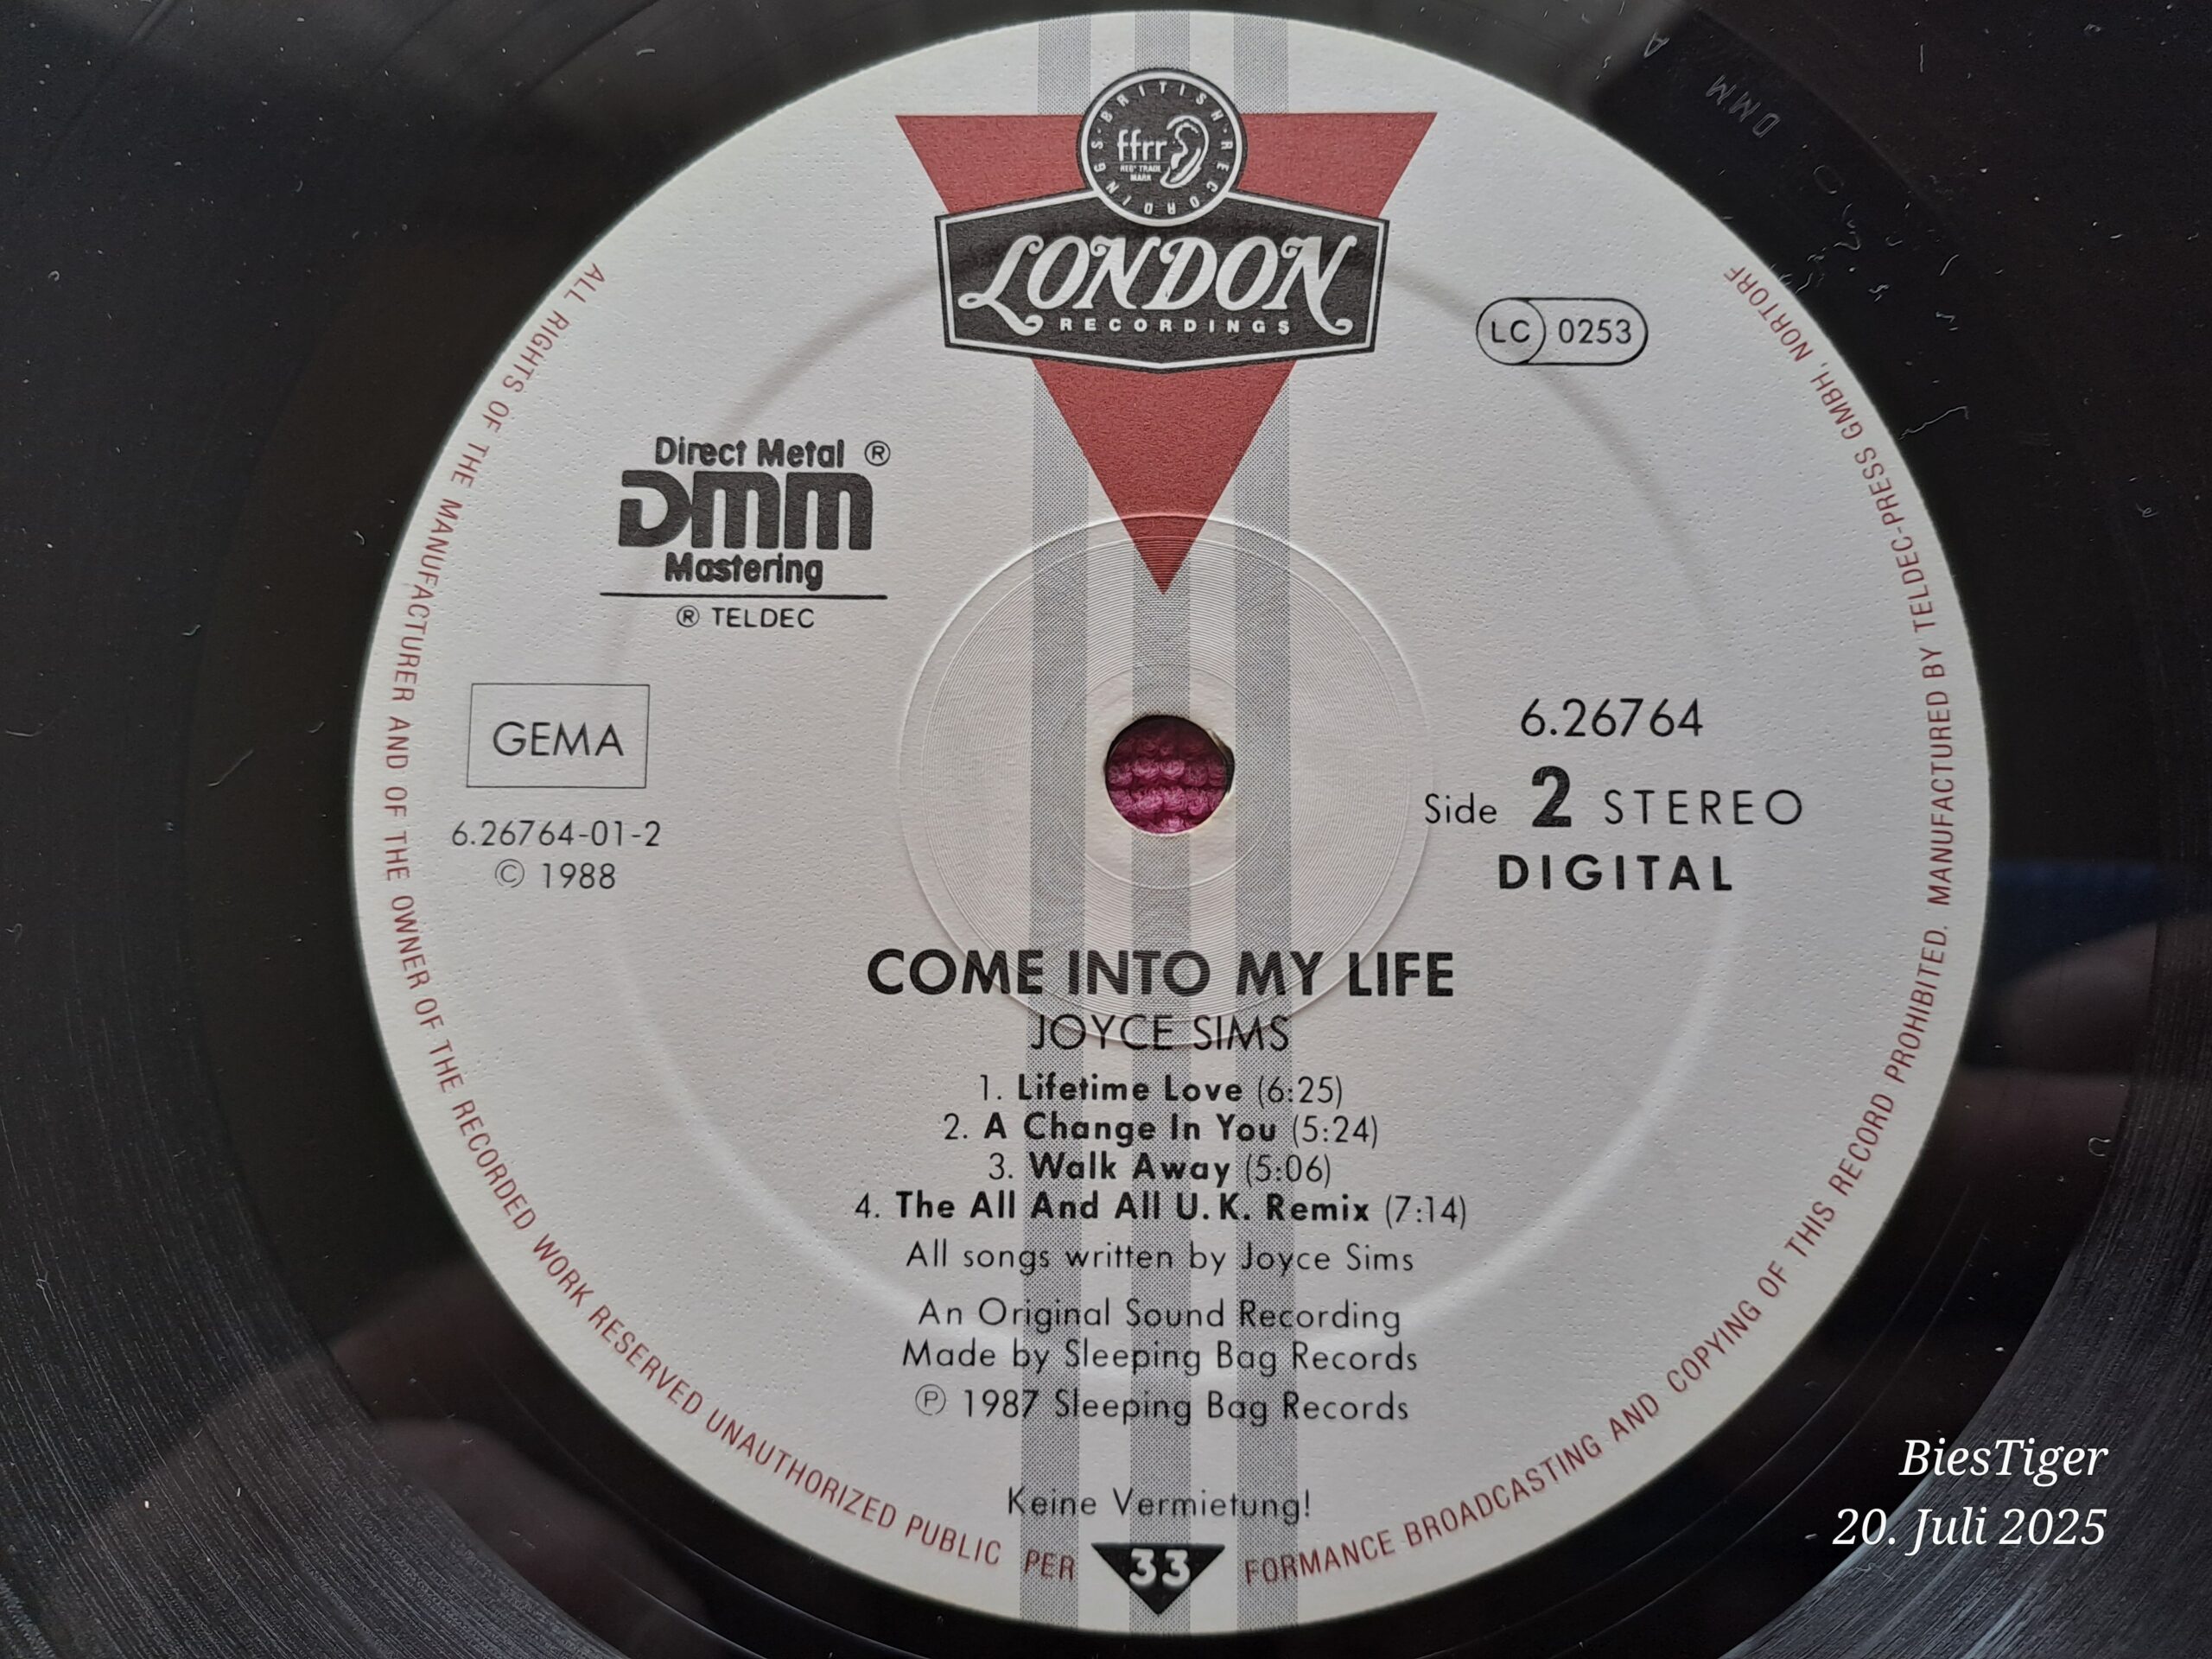 BRITISH · RECORDINGS ·
ffrr
REG^D TRADE
MARK
LONDON
RECORDINGS
LC 0253
DMM
Direct Metal ®
DMM
Mastering
® TELDEC
GEMA
6.26764-01-2
© 1988
6.26764
Side 2 STEREO
DIGITAL
COME INTO MY LIFE
JOYCE SIMS
1. Lifetime Love (6:25)
2. A Change In You (5:24)
3. Walk Away (5:06)
4. The All And All U.K. Remix (7:14)
All songs written by Joyce Sims
An Original Sound Recording
Made by Sleeping Bag Records
℗ 1987 Sleeping Bag Records
Keine Vermietung!
33
ALL RIGHTS OF THE MANUFACTURER AND OF THE OWNER OF THE RECORDED WORK RESERVED UNAUTHORIZED PUBLIC PER FORMANCE BROADCASTING AND COPYING OF THIS RECORD PROHIBITED. MANUFACTURED BY TELDEC-PRESS GMBH, NORTORF
BiesTiger
20. Juli 2025